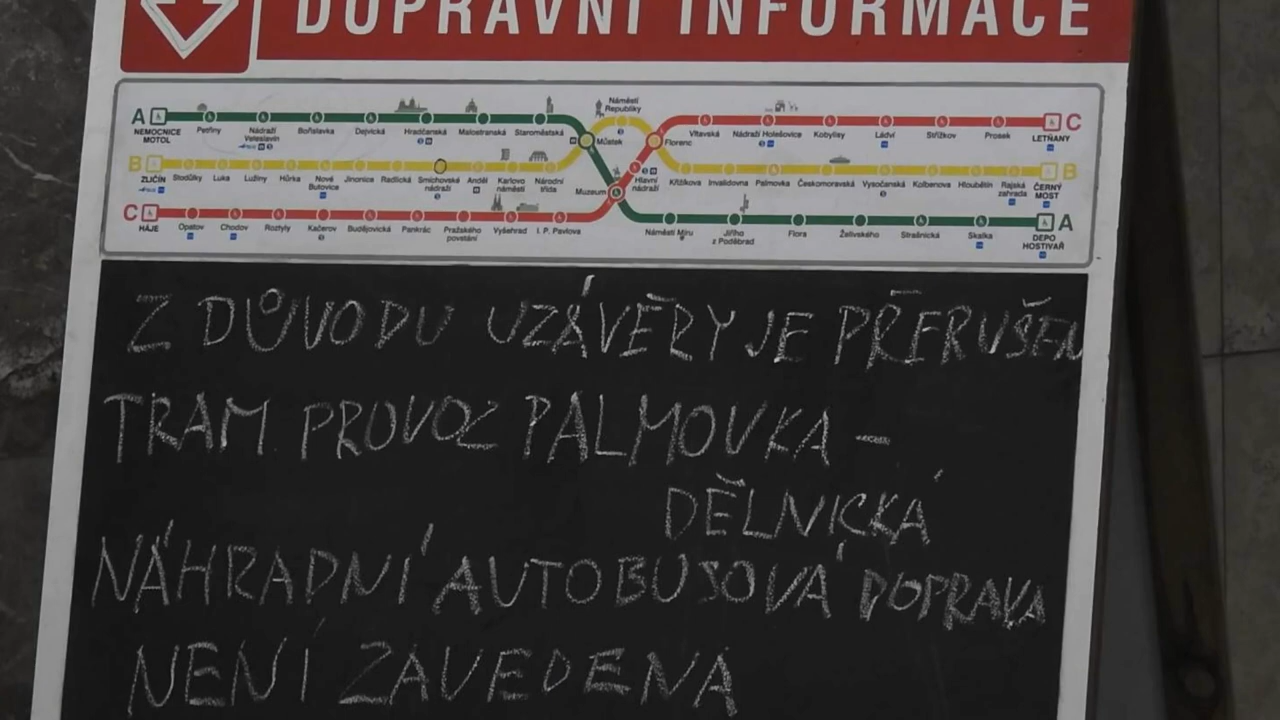 DOPRAVNÍ INFORMACE
Náměstí Republiky
A Petřiny Nádraží Veleslavín Bořislavka Dejvická Hradčanská Malostranská Staroměstská Můstek Florenc Vltavská Nádraží Holešovice Kobylisy Ládví Střížkov Prosek C
NEMOCNICE MOTOL LETŇANY
B Stodůlky Luka Lužiny Hůrka Nové Butovice Jinonice Radlická Smíchovské nádraží Anděl Karlovo náměstí Národní třída Muzeum Hlavní nádraží Křižíkova Invalidovna Palmovka Českomoravská Vysočanská Kolbenova Hloubětín Rajská zahrada B
ZLIČÍN ČERNÝ MOST
C Opatov Chodov Roztyly Kačerov Budějovická Pankrác Pražského povstání Vyšehrad I. P. Pavlova Náměstí Míru Jiřího z Poděbrad Flora Želivského Strašnická Skalka A
HÁJE DEPO HOSTIVAŘ
Z DŮVODU UZÁVĚRY JE PŘERUŠEN
TRAM PROVOZ PALMOVKA –
DĚLNICKÁ
NÁHRADNÍ AUTOBUSOVÁ DOPRAVA
NENÍ ZAVEDENA